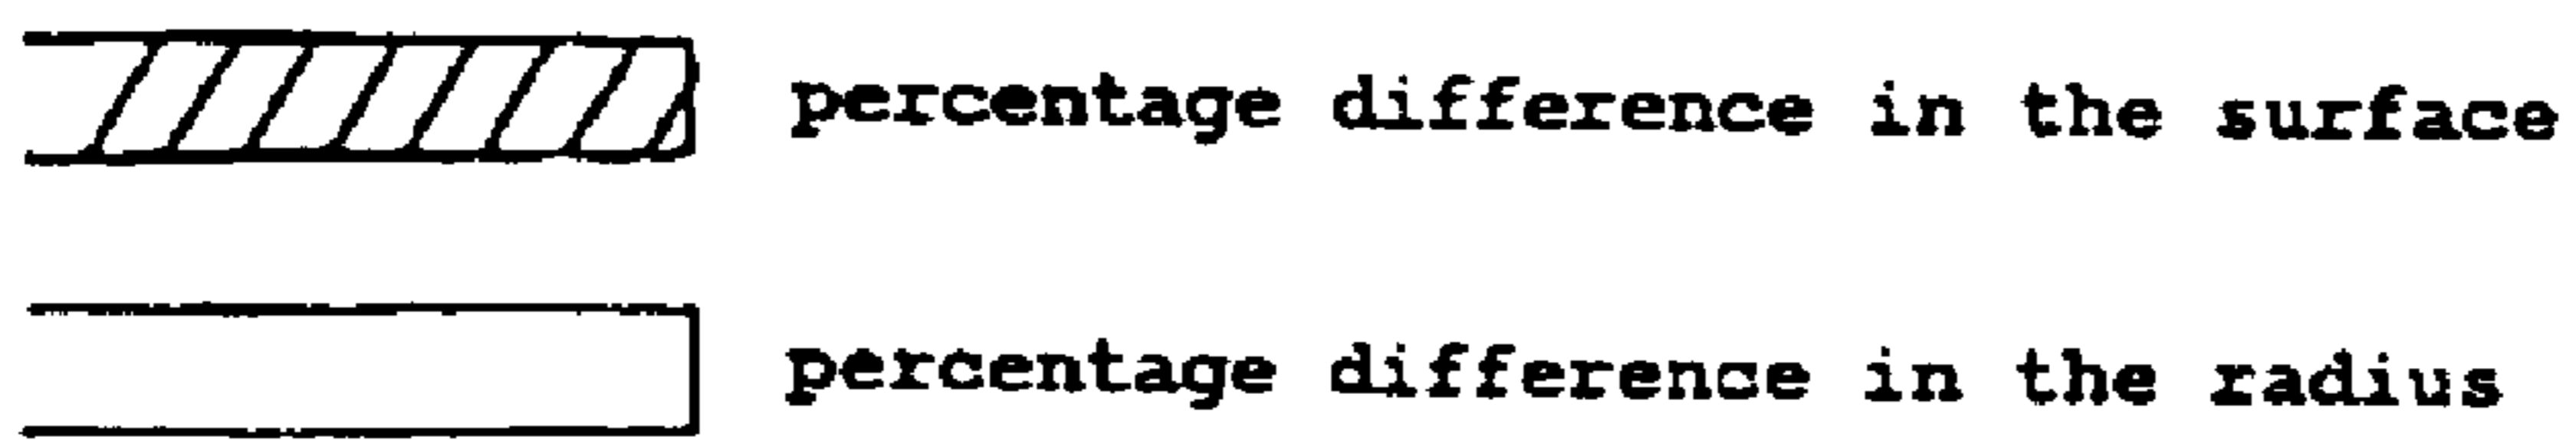 percentage difference in the surface
percentage difference in the radius